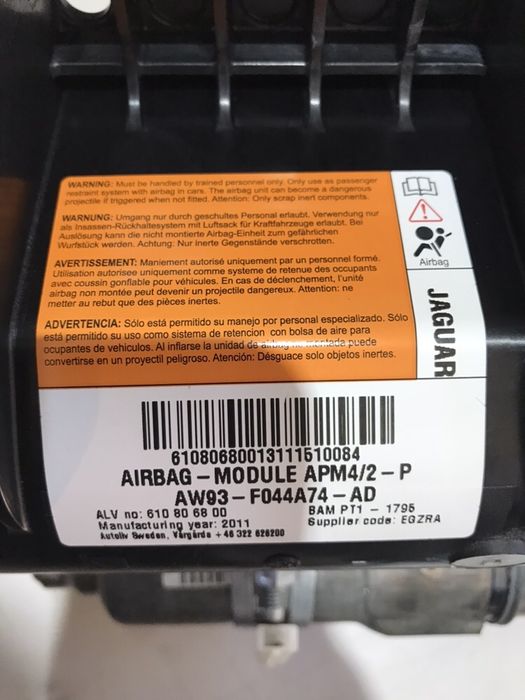 WARNING: Must be handled by trained personnel only. Only use as passenger
restraint system with airbag in cars. The airbag unit can become a dangerous
projectile if triggered when not fitted. Attention: Only scrap inert components.
WARNUNG: Umgang nur durch geschultes Personal erlaubt. Verwendung nur
als Insassen-Rückhaltesystem mit Luftsack für Kraftfahrzeuge erlaubt. Bei
Auslösung kann die nicht montierte Airbag-Einheit zum gefährlichen
Wurfstück werden. Achtung: Nur inerte Gegenstände verschrotten.
AVERTISSEMENT: Maniement autorisé uniquement par un personnel formé.
Utilisation autorisee uniquement comme systeme de retenue des occupants
avec coussin gonflable pour véhicules. En cas de déclenchement, l'unité
airbag non montée peut devenir un projectile dangereux. Attention: ne
metter au rebut que des pièces inertes.
ADVERTENCIA: Sólo está permitido su manejo por personal especializado. Sólo
está permitido su uso como sistema de retencion con bolsa de aire para
ocupantes de vehiculos. Al inflarse la unidad de airbag no montada puede
convertirse en un proyectil peligroso. Atención: Désguace solo objetos inertes.
Airbag
JAGUAR
61080680013111510084
AIRBAG-MODULE APM4/2-P
AW93-F044A74-AD
ALV no: 610 80 68 00
BAM PT1 - 1795
Manufacturing year: 2011
Supplier code: EGZRA
Autoliv Sweden, Vårgårda +46 322 626200